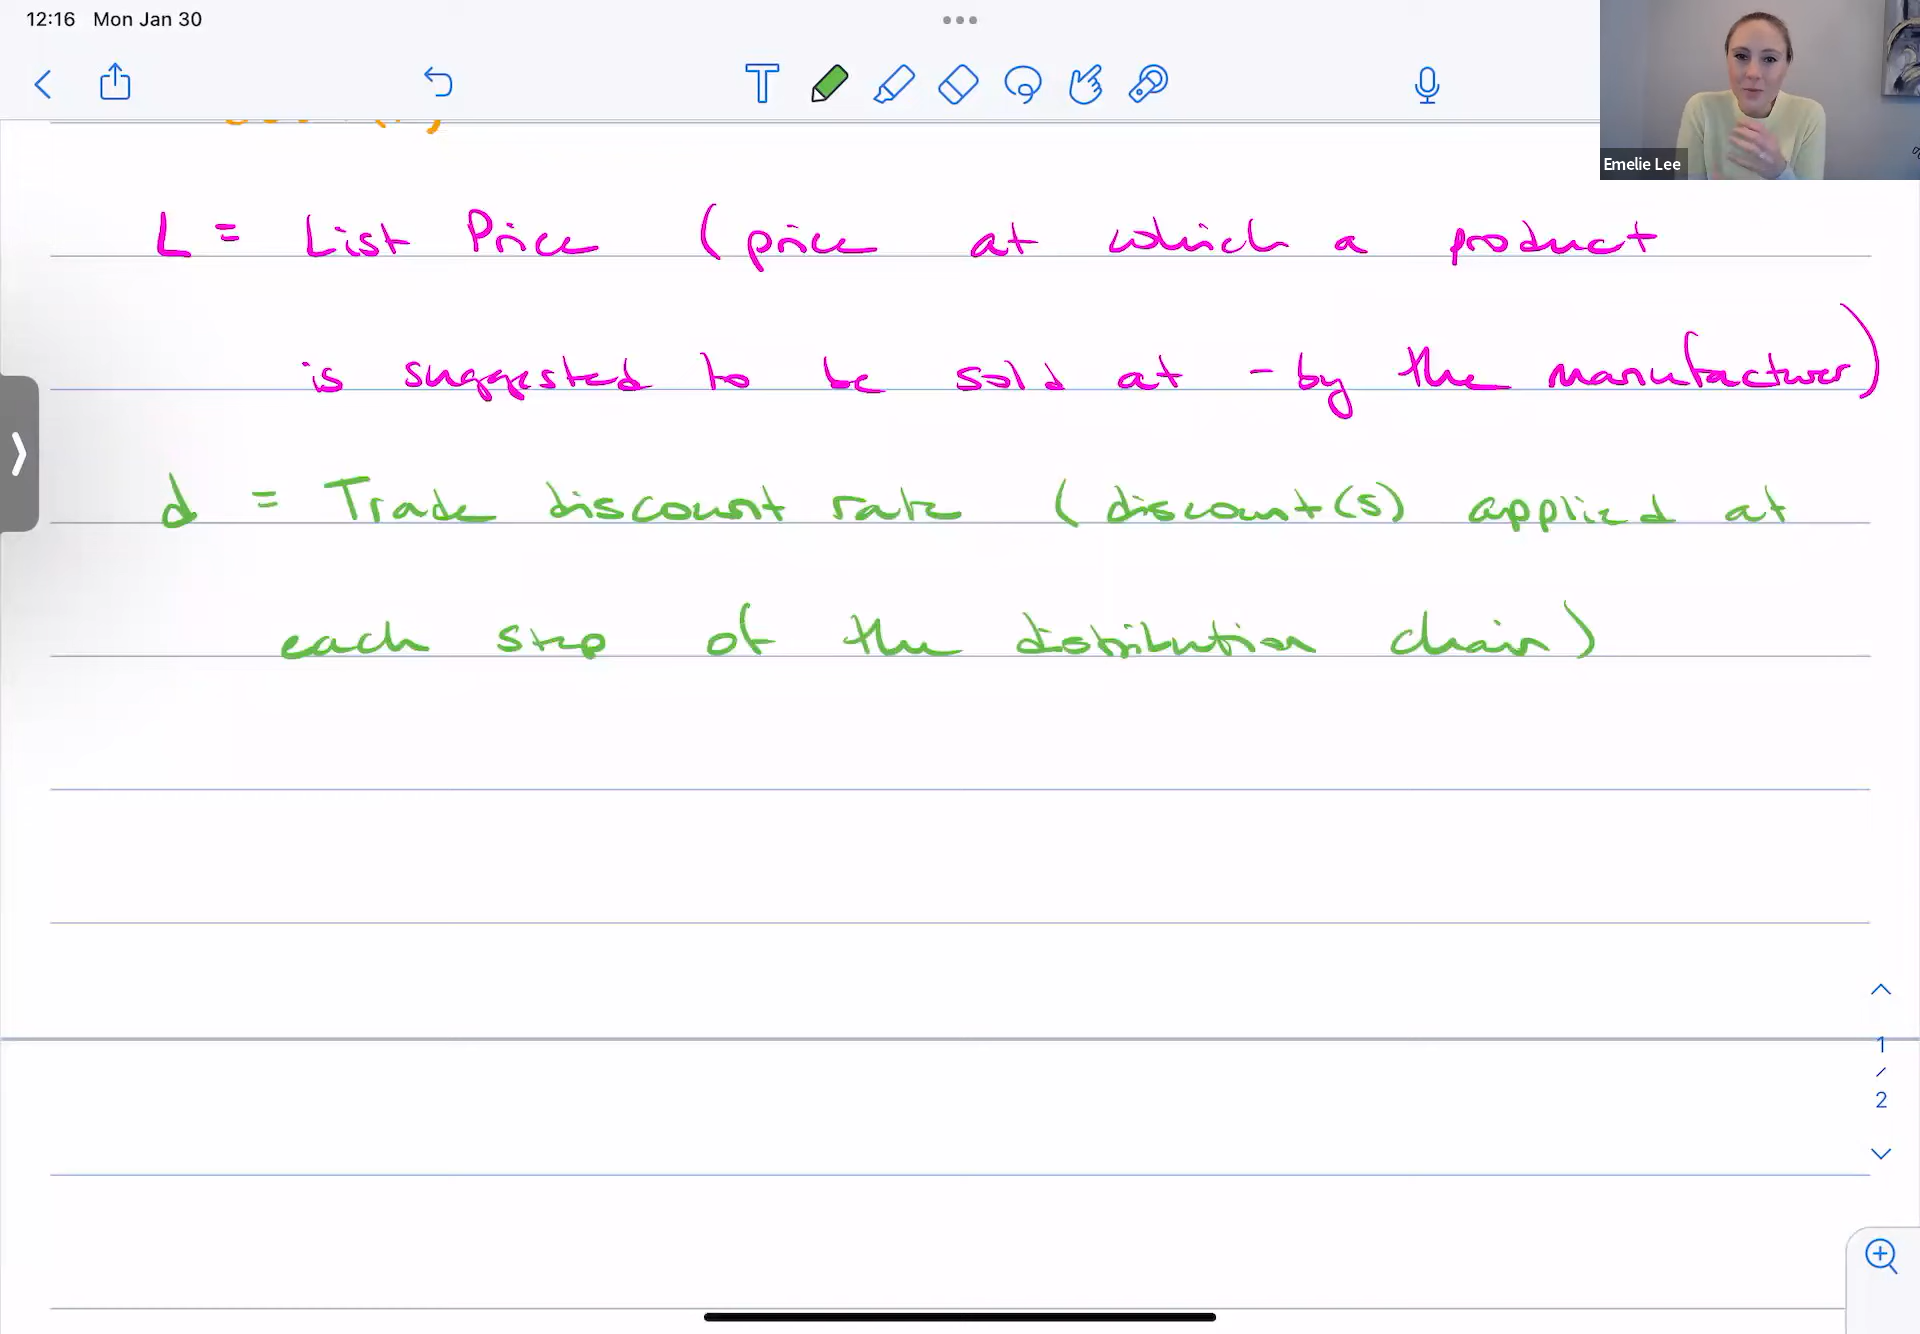 12:16 Mon Jan 30
Emelie Lee
L = List Price (price at which a product
is suggested to be sold at - by the manufacturer)
d = Trade discount rate (discount(s) applied at
each step of the distribution chain)
1
/
2